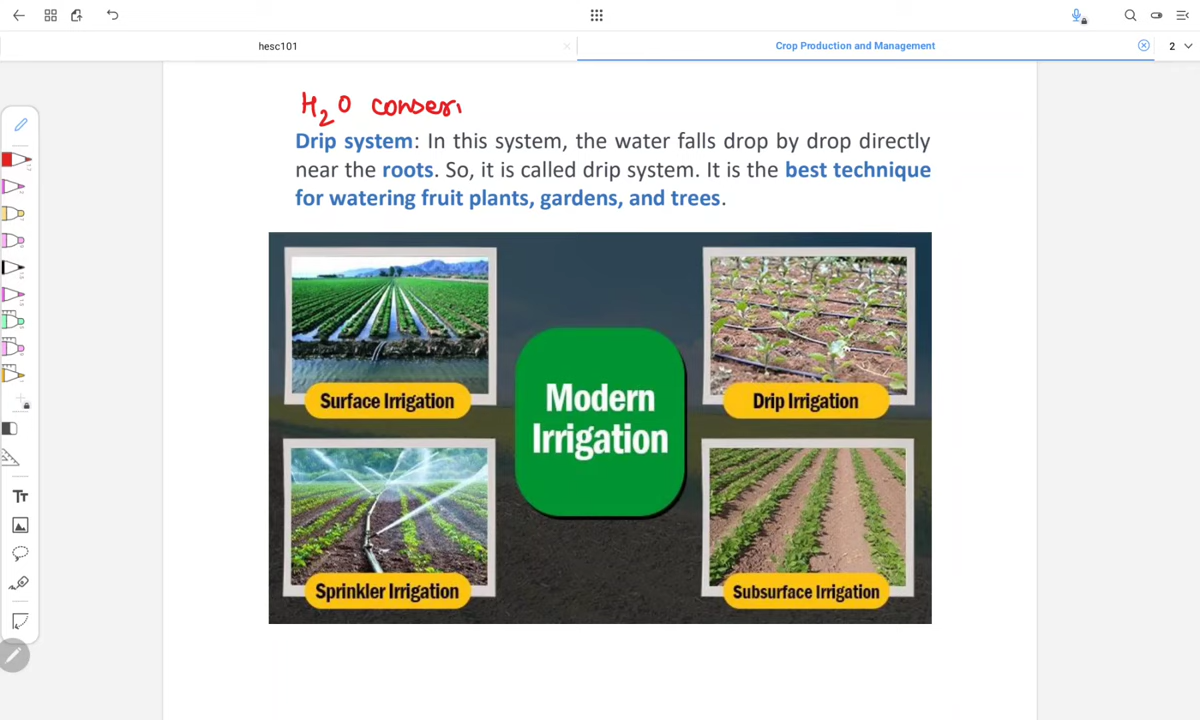 hesc101
Crop Production and Management
2
H2O conser
Drip system: In this system, the water falls drop by drop directly
near the roots. So, it is called drip system. It is the best technique
for watering fruit plants, gardens, and trees.
Surface Irrigation
Drip Irrigation
Modern
Irrigation
Sprinkler Irrigation
Subsurface Irrigation
TT